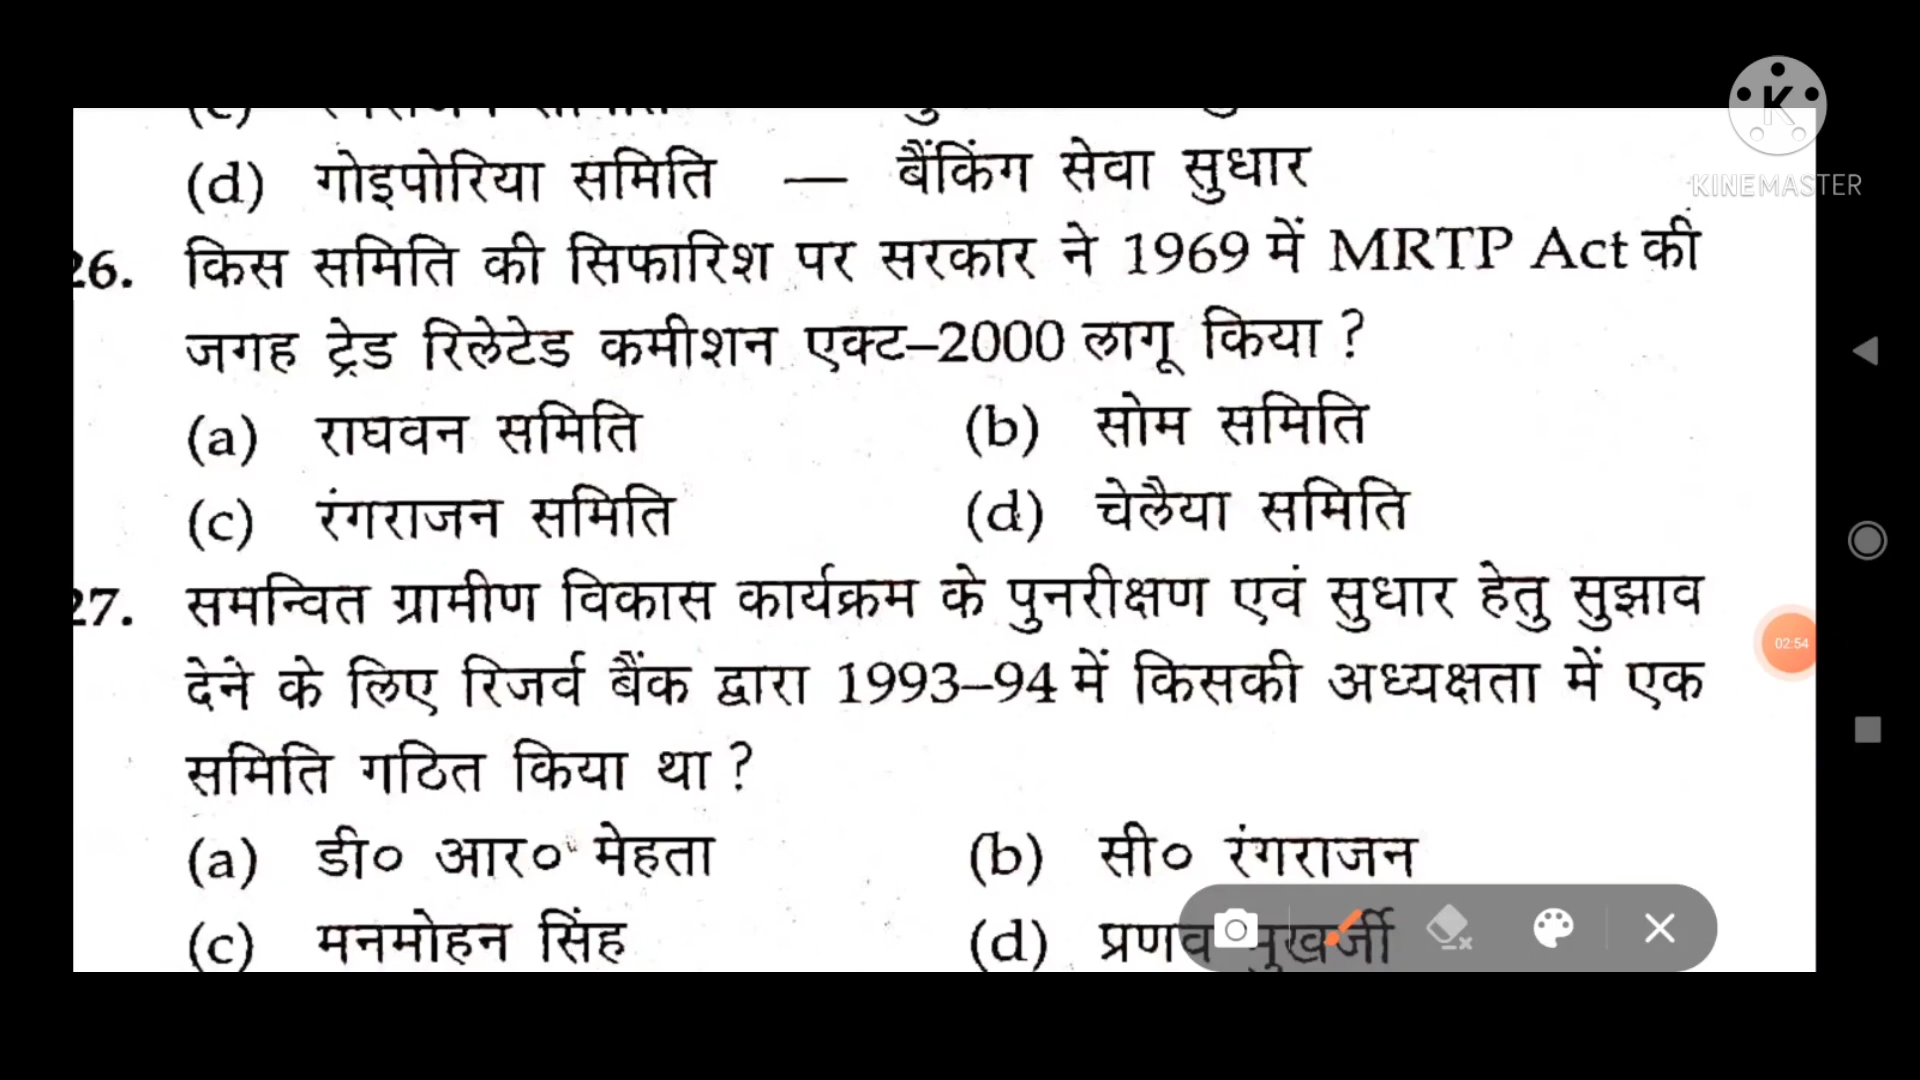 (d) गोइपोरिया समिति — बैंकिंग सेवा सुधार
KINEMASTER
26. किस समिति की सिफारिश पर सरकार ने 1969 में MRTP Act की
जगह ट्रेड रिलेटेड कमीशन एक्ट–2000 लागू किया ?
(a) राघवन समिति (b) सोम समिति
(c) रंगराजन समिति (d) चेलैया समिति
27. समन्वित ग्रामीण विकास कार्यक्रम के पुनरीक्षण एवं सुधार हेतु सुझाव
02:54
देने के लिए रिजर्व बैंक द्वारा 1993–94 में किसकी अध्यक्षता में एक
समिति गठित किया था ?
(a) डी० आर० मेहता (b) सी० रंगराजन
(c) मनमोहन सिंह (d) प्रणव मुखर्जी